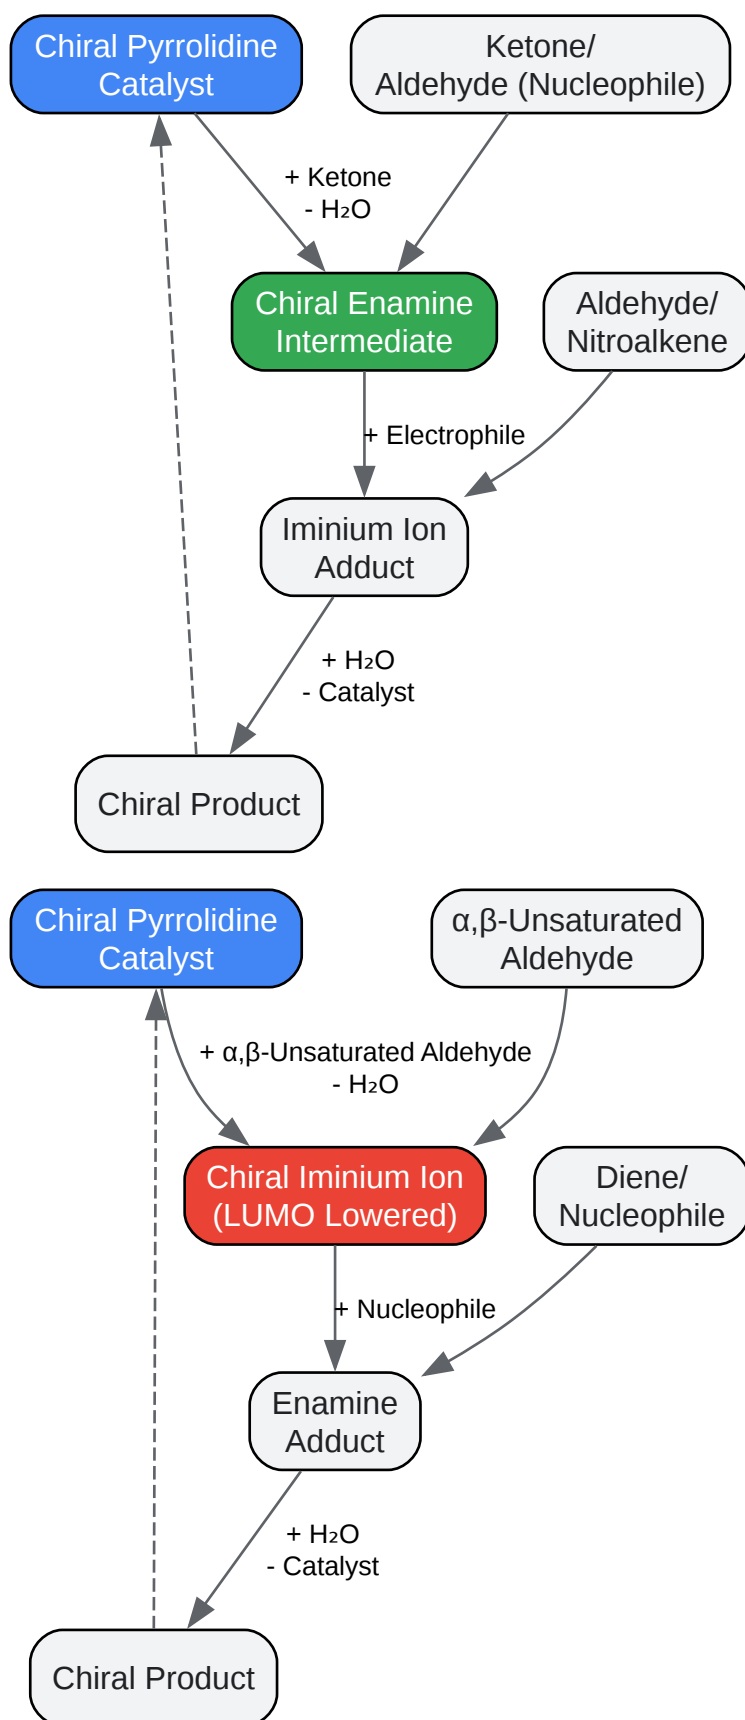 Chiral Pyrrolidine
Catalyst
Ketone/
Aldehyde (Nucleophile)
+ Ketone
- H₂O
Chiral Enamine
Intermediate
Aldehyde/
Nitroalkene
+ Electrophile
Iminium Ion
Adduct
+ H₂O
- Catalyst
Chiral Product
Chiral Pyrrolidine
Catalyst
α,β-Unsaturated
Aldehyde
+ α,β-Unsaturated Aldehyde
- H₂O
Chiral Iminium Ion
(LUMO Lowered)
Diene/
Nucleophile
+ Nucleophile
Enamine
Adduct
+ H₂O
- Catalyst
Chiral Product